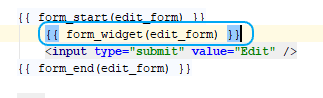 {{ form_start(edit_form) }}
{{ form_widget(edit_form) }}
<input type="submit" value="Edit" />
{{ form_end(edit_form) }}